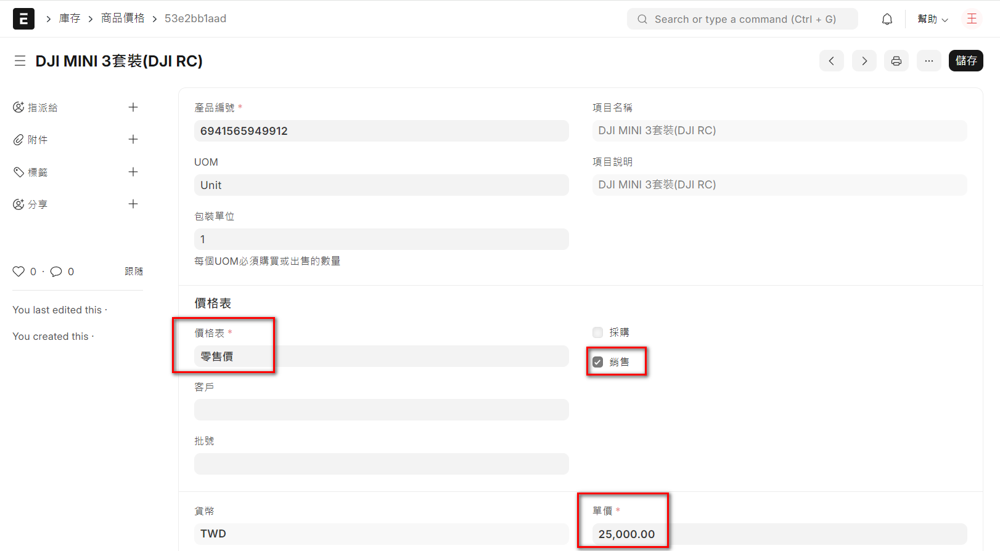 E
庫存
商品價格
53e2bb1aad
Search or type a command (Ctrl + G)
幫助
王
DJI MINI 3套裝(DJI RC)
儲存
指派給
附件
標籤
分享
0 · 0
跟隨
You last edited this ·
You created this ·
產品編號 *
6941565949912
項目名稱
DJI MINI 3套裝(DJI RC)
UOM
Unit
項目說明
DJI MINI 3套裝(DJI RC)
包裝單位
1
每個UOM必須購買或出售的數量
價格表
價格表 *
零售價
採購
銷售
客戶
批號
貨幣
TWD
單價 *
25,000.00